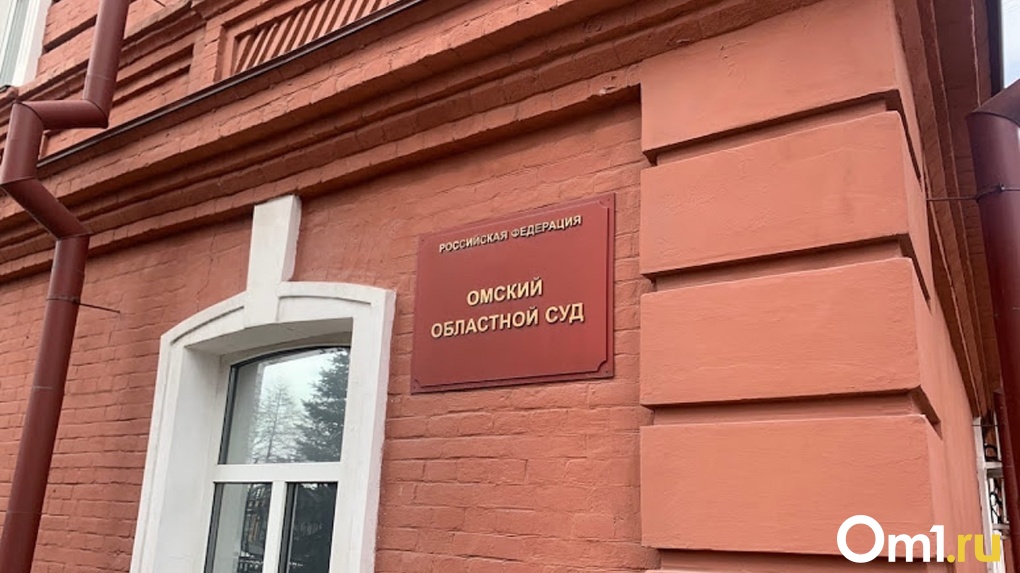 РОССИЙСКАЯ ФЕДЕРАЦИЯ
ОМСКИЙ
ОБЛАСТНОЙ СУД
Om1.ru